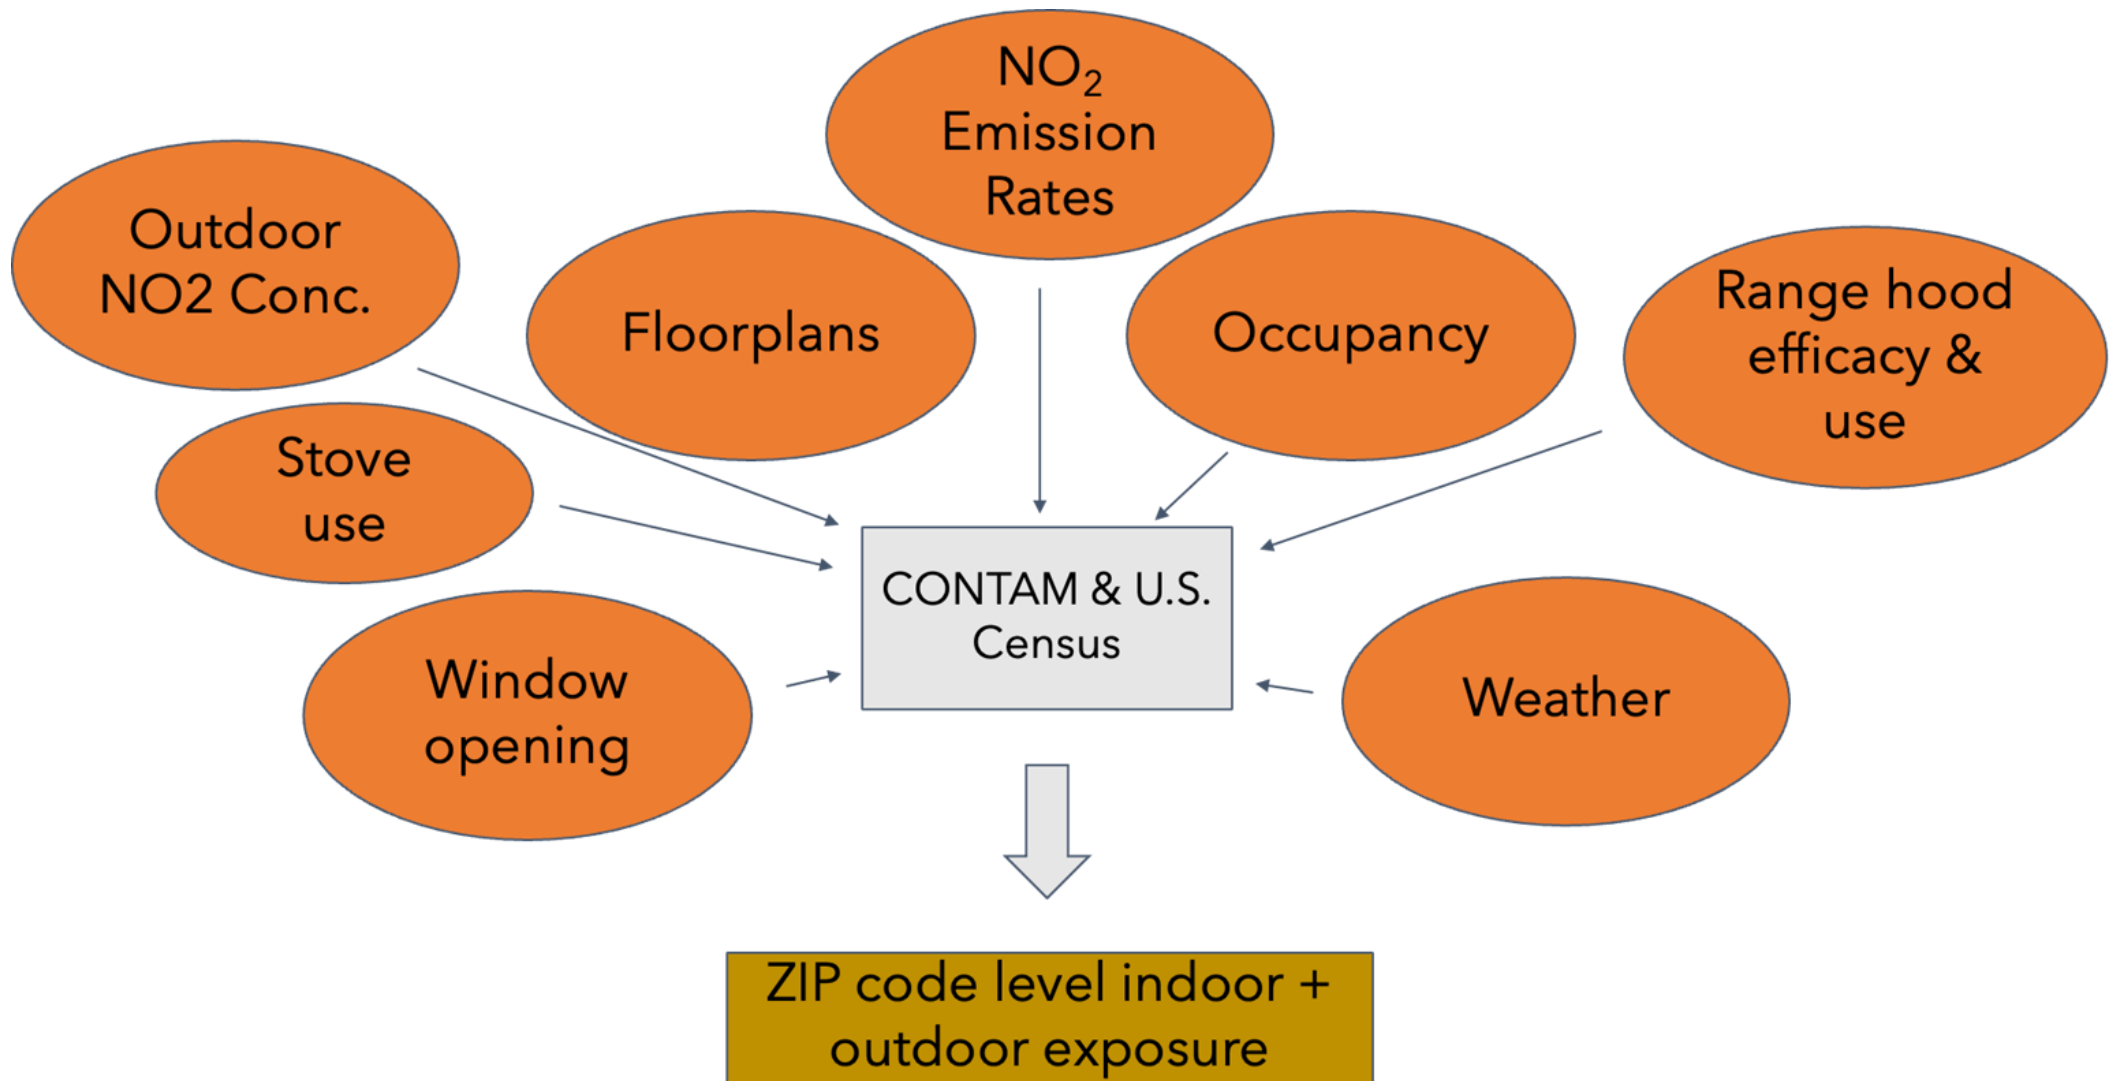 NO₂
Emission
Rates
Outdoor
NO2 Conc.
Floorplans
Occupancy
Range hood
efficacy &
use
Stove
use
CONTAM & U.S.
Census
Window
opening
Weather
ZIP code level indoor +
outdoor exposure